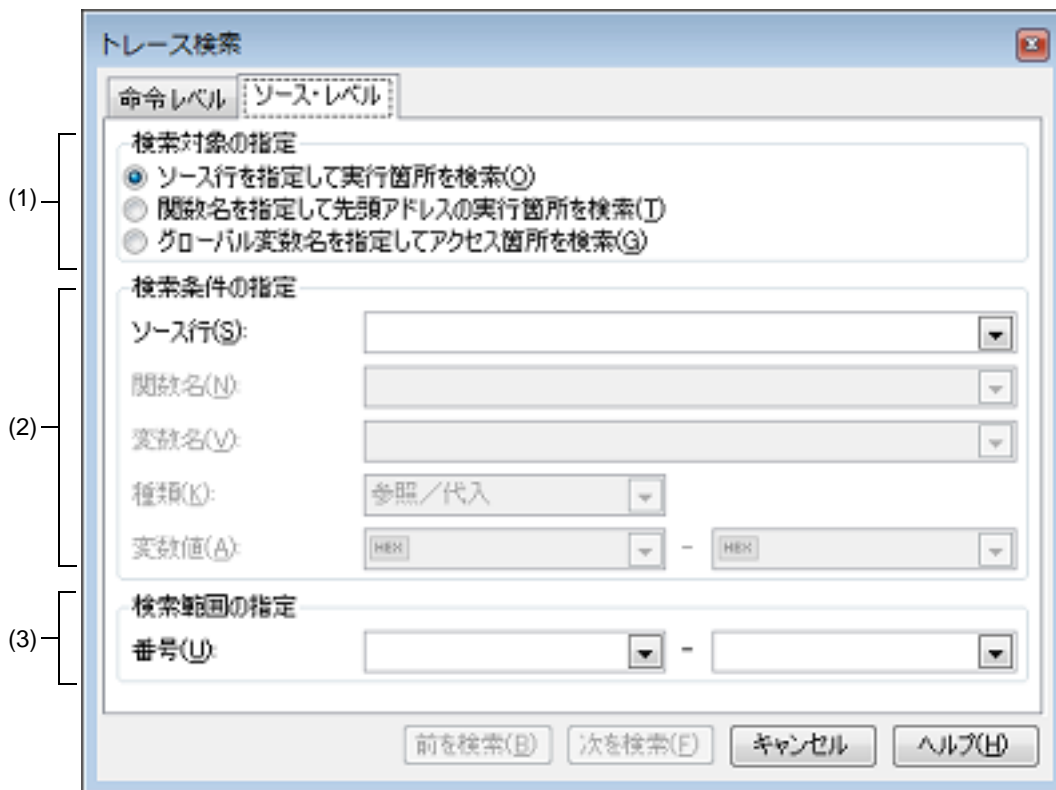 トレース検索
命令レベル ソース・レベル
(1)
検索対象の指定
ソース行を指定して実行箇所を検索(O)
関数名を指定して先頭アドレスの実行箇所を検索(T)
グローバル変数名を指定してアクセス箇所を検索(G)
(2)
検索条件の指定
ソース行(S):
関数名(N):
変数名(V):
種類(K): 参照／代入
変数値(A): HEX - HEX
(3)
検索範囲の指定
番号(U): -
前を検索(B) 次を検索(F) キャンセル ヘルプ(H)